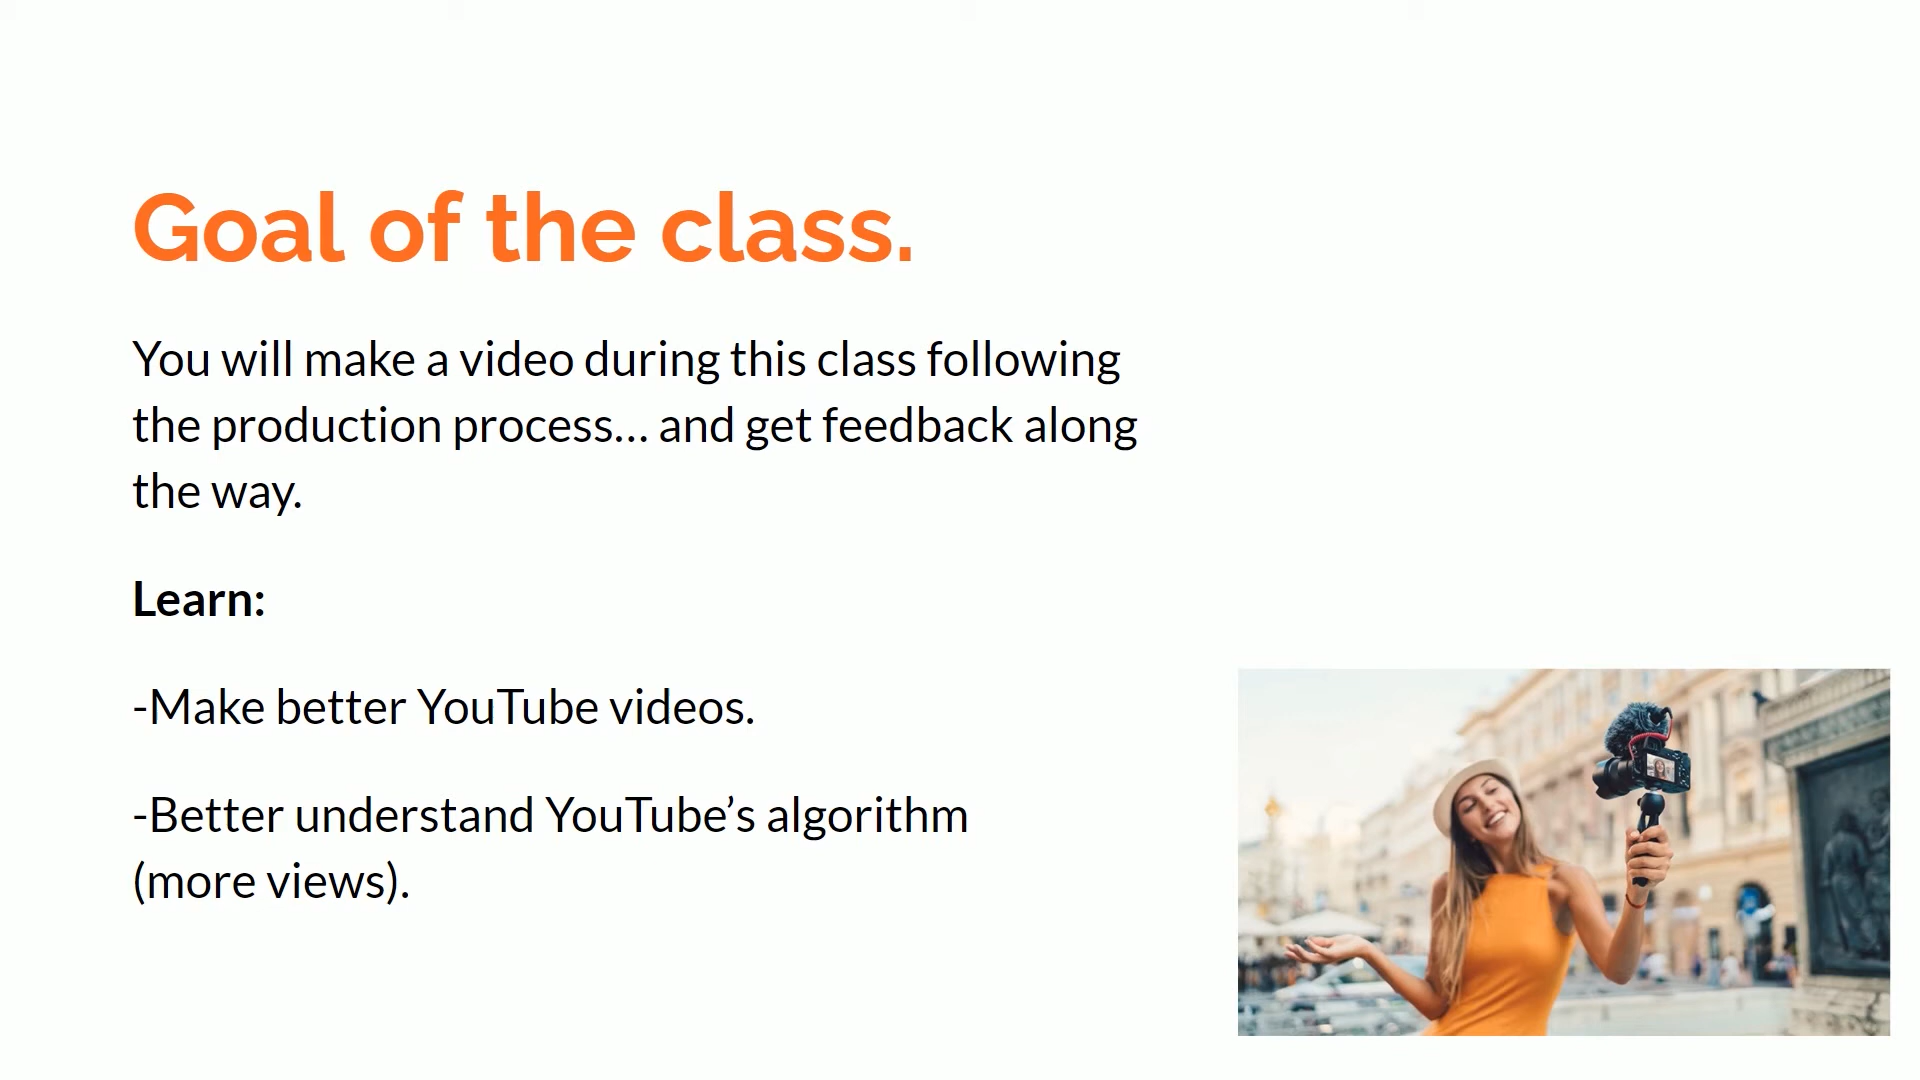 Goal of the class.
You will make a video during this class following
the production process... and get feedback along
the way.
Learn:
-Make better YouTube videos.
-Better understand YouTube’s algorithm
(more views).